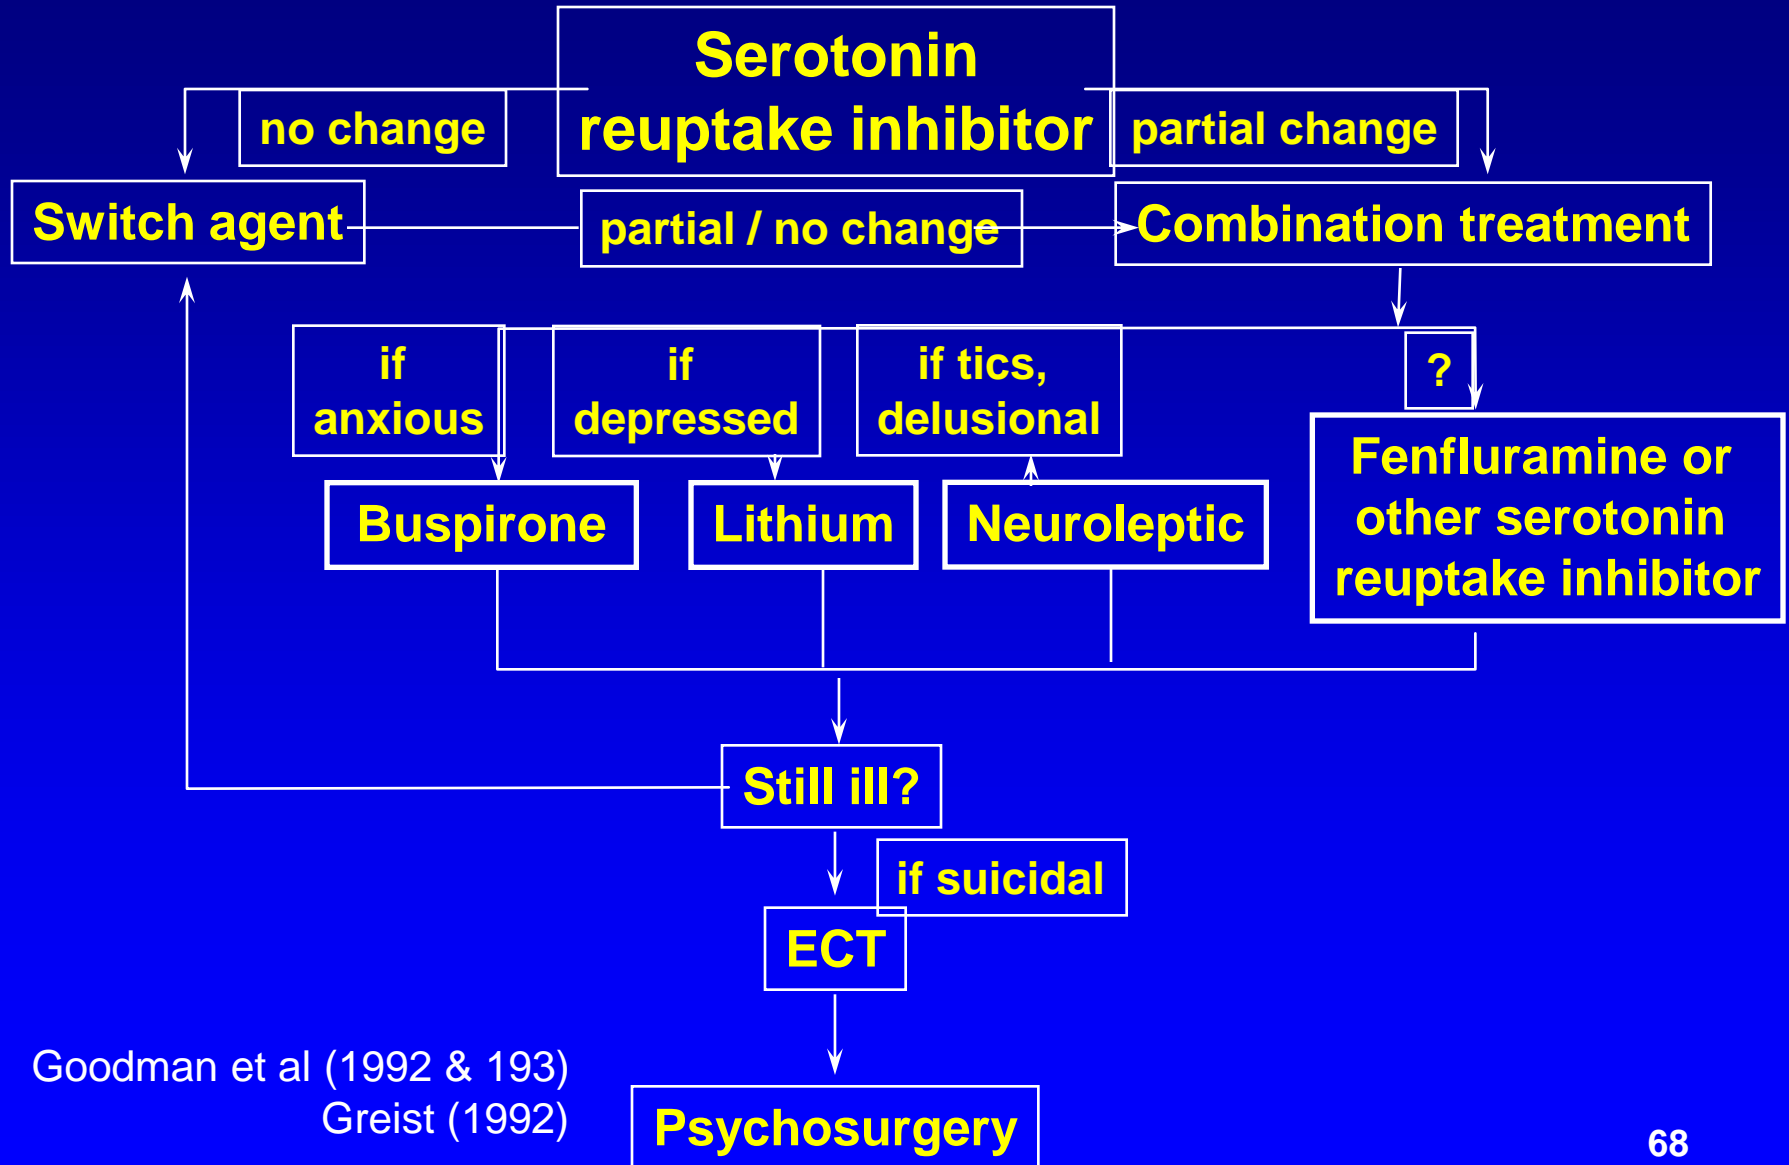 Serotonin
reuptake inhibitor
no change
partial change
Switch agent
partial / no change
Combination treatment
if
anxious
if
depressed
if tics,
delusional
?
Buspirone
Lithium
Neuroleptic
Fenfluramine or
other serotonin
reuptake inhibitor
Still ill?
if suicidal
ECT
Psychosurgery
Goodman et al (1992 & 193)
Greist (1992)
68